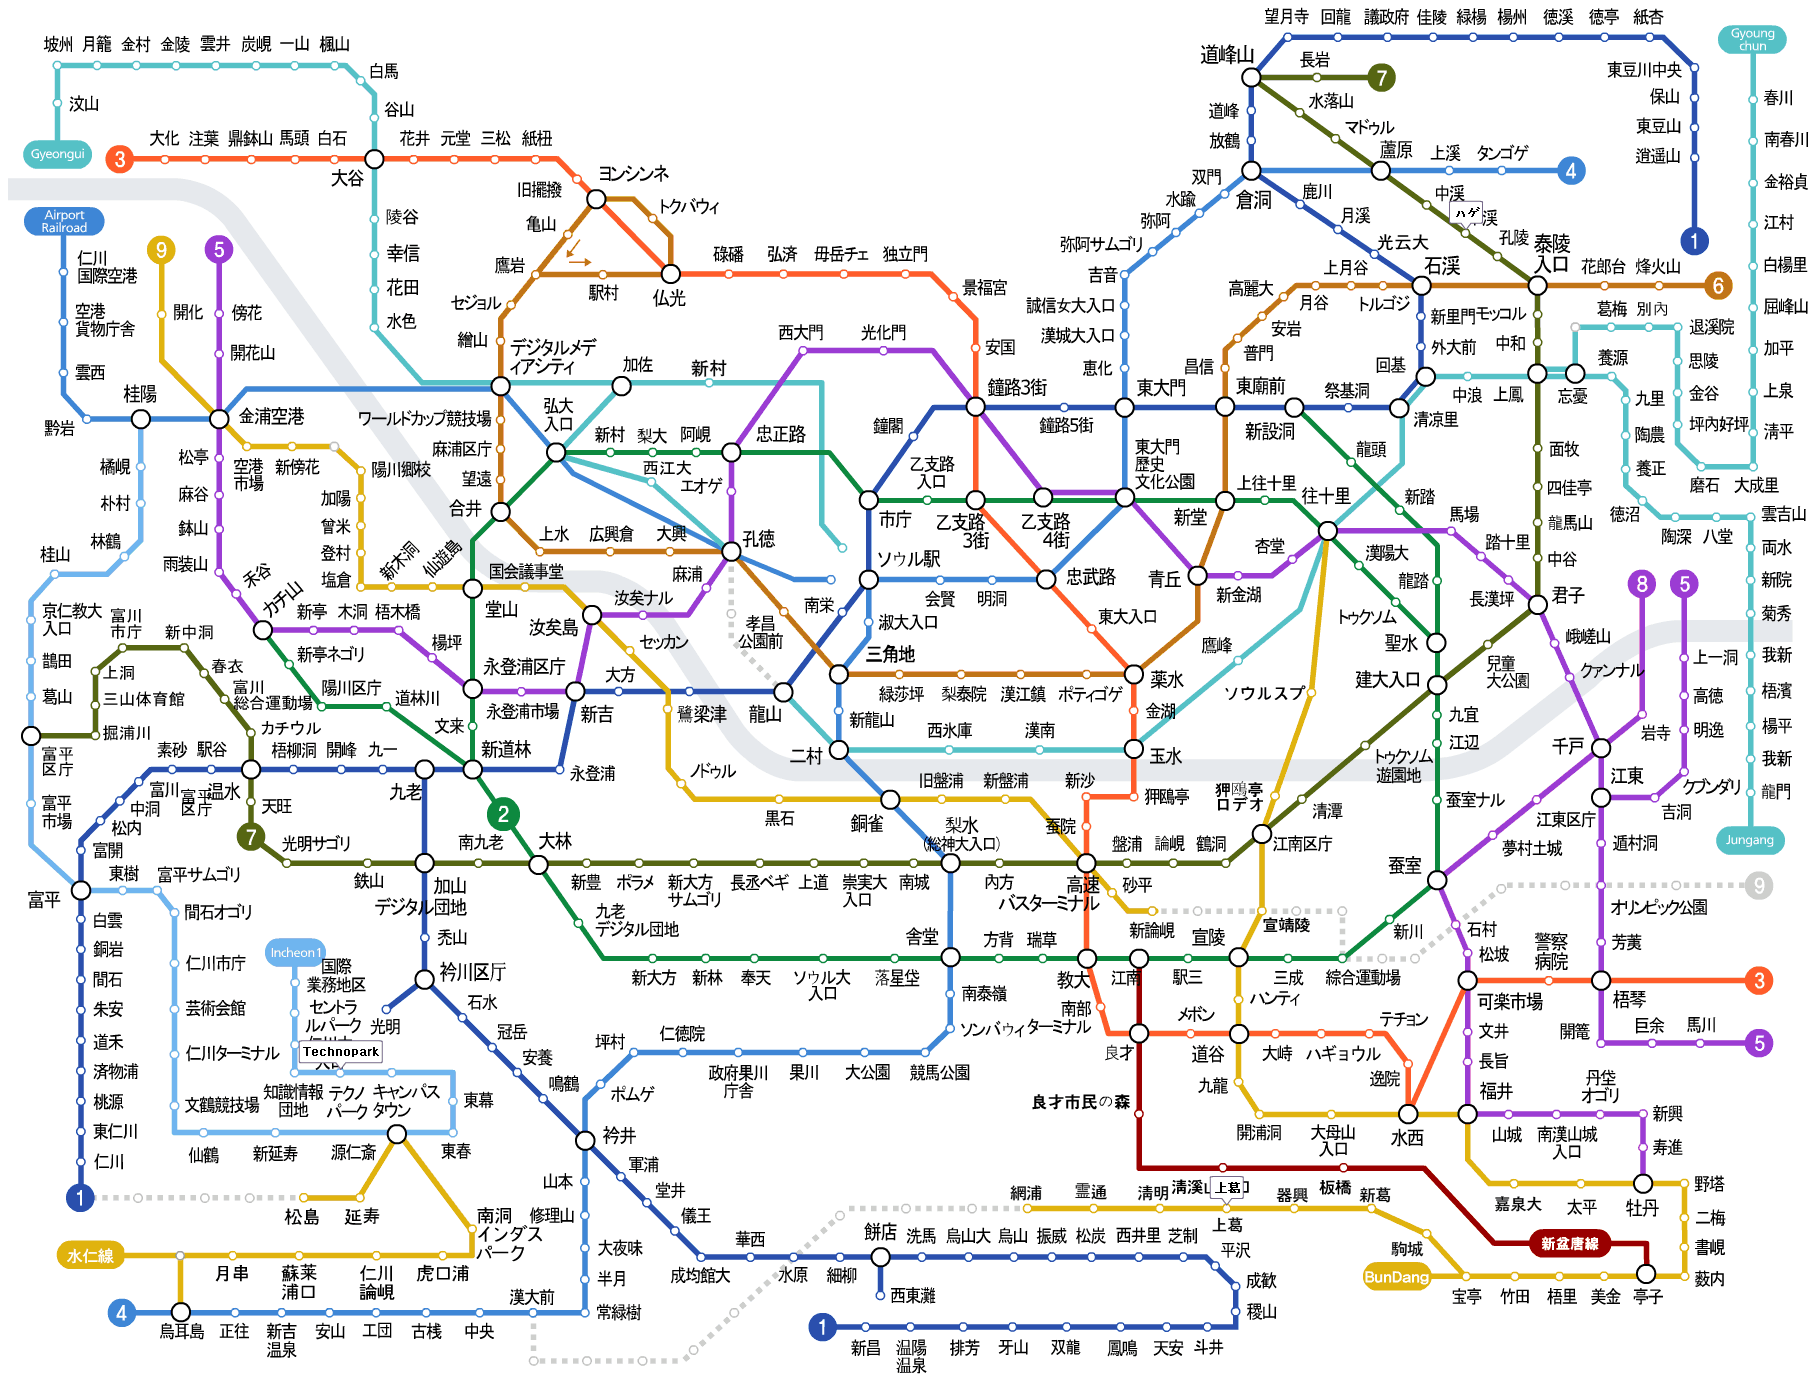 望月寺 回龍 議政府 佳陵 緑楊 楊州 徳溪 徳亭 紙杏
Gyoung
chun
坡州 月籠 金村 金陵 雲井 炭峴 一山 楓山
白馬
道峰山
長岩
7
東豆川中央
保山
東豆山
逍遥山
1
春川
南春川
金裕貞
江村
白楊里
屈峰山
加平
上泉
淸平
汶山
Gyeongui
谷山
3
大化 注葉 鼎鉢山 馬頭 白石
花井 元堂 三松 紙杻
大谷
水落山
マドゥル
道峰
放鶴
蘆原
上溪 タンゴゲ
4
倉洞
双門
水踰
弥阿
弥阿サムゴリ
吉音
誠信女大入口
漢城大入口
恵化
鹿川
月溪
光云大
石渓
中溪
ハゲ
溪
孔陵
泰陵
入口
花郎台 烽火山
6
旧擺撥
ヨンシンネ
トクバウィ
亀山
鷹岩
駅村
仏光
碌磻 弘済 毋岳チェ 独立門
景福宮
安国
陵谷
幸信
花田
水色
Airport
Railroad
9
5
仁川
国際空港
空港
貨物庁舎
雲西
黔岩
桂陽
開化
傍花
開花山
金浦空港
セジョル
繒山
デジタルメデ
ィアシティ
加佐
新村
西大門
光化門
鐘路3街
高麗大
月谷
上月谷
トルゴジ
安岩
普門
昌信
新里門
外大前
回基
モッコル
中和
上鳳
中浪
忘憂
葛梅 別内
退溪院
思陵
金谷
坪内好坪
磨石 大成里
養源
九里
陶農
養正
徳沼
陶深 八堂
雲吉山
両水
新院
菊秀
我新
梧濱
楊平
我新
龍門
Jungang
ワールドカップ競技場
麻浦区庁
望遠
合井
弘大
入口
新村 梨大 阿峴
忠正路
西江大
エオゲ
鐘閣
鐘路5街
東大門
東廟前
新設洞
祭基洞
清凉里
乙支路
入口
市庁
乙支路
3街
乙支路
4街
東大門
歷史
文化公園
新堂
上往十里
往十里
龍頭
新踏
馬場
踏十里
長漢坪
君子
面牧
四佳亭
龍馬山
中谷
橘峴
朴村
林鶴
桂山
京仁教大
入口
鵲田
葛山
富平
区庁
富平
市場
松亭
麻谷
鉢山
雨装山
禾谷
カチ山
空港
市場
新傍花
陽川郷校
加陽
曾米
登村
塩倉
新木洞
仙遊島
国会議事堂
堂山
上水 広興倉 大興
孔徳
麻浦
汝矣ナル
汝矣島
セッカン
孝昌
公園前
ソウル駅
南栄
淑大入口
会賢 明洞
忠武路
東大入口
青丘
新金湖
杏堂
漢陽大
龍踏
トゥクソム
聖水
建大入口
鷹峰
ソウルスプ
兒童
大公園
峨嵯山
クァンナル
8
5
岩寺
上一洞
高徳
明逸
クブンダリ
吉洞
千戸
江東
江東区庁
富川
市庁
新中洞
春衣
富川
総合運動場
上洞
三山体育館
掘浦川
新亭 木洞 梧木橋
楊坪
新亭ネゴリ
陽川区庁
永登浦区庁
永登浦市場
道林川
文来
新道林
大方
新吉
鷺梁津
龍山
永登浦
三角地
緑莎坪 梨泰院 漢江鎮 ポティゴゲ
薬水
金湖
新龍山
二村
西氷庫 漢南
玉水
カチウル
素砂 駅谷
梧柳洞 開峰 九一
富川
富平
区庁
温水
九老
天旺
中洞
松内
富開
富平
2
7
光明サゴリ
鉄山
加山
デジタル団地
南九老
大林
新豊 ポラメ 新大方
サムゴリ
長丞ベギ 上道 崇実大
入口
南城
九老
デジタル団地
ノドゥル
黒石
銅雀
旧盤浦 新盤浦
梨水
(総神大入口)
新沙
蚕院
狎鴎亭
狎鴎亭
ロデオ
清潭
江南区庁
トゥクソム
遊園地
九宜
江辺
蚕室ナル
蚕室
夢村土城
遁村洞
内方
高速
バスターミナル
盤浦 論峴 鶴洞
砂平
新論峴
9
オリンピック公園
芳荑
石村
松坡
警察
病院
梧琴
3
開篭 巨余 馬川
5
可楽市場
文井
長旨
福井
東樹
富平サムゴリ
間石オゴリ
仁川市庁
芸術会館
仁川ターミナル
文鶴競技場
仙鶴 新延寿 源仁斎 東春
東幕
キャンパス
タウン
テクノ
パーク
知識情報
団地
Incheon1
国際
業務地区
セントラ
ルパーク
Technopark
白雲
銅岩
間石
朱安
道禾
済物浦
桃源
東仁川
仁川
1
禿山
衿川区庁
光明
石水
冠岳
安養
鳴鶴
衿井
新大方 新林 奉天 ソウル大
入口
落星垈
舎堂
方背 瑞草
教大
江南
駅三
宣陵
宣靖陵
三成
綜合運動場
新川
南泰嶺
ソンバウィ
ターミナル
南部
坪村
仁德院
政府果川
庁舎
果川 大公園 競馬公園
ポムゲ
良才
メボン
ハンティ
道谷
大峙 ハギョウル
テチョン
逸院
九龍
開浦洞
大母山
入口
水西
良才市民の森
山城 南漢山城
入口
丹垈
オゴリ
新興
寿進
牡丹
嘉泉大 太平
野塔
二梅
書峴
薮内
松島 延寿
南洞
インダス
パーク
水仁線
月串 蘇莱
浦口
仁川
論峴
虎口浦
4
烏耳島 正往 新吉
温泉
安山 工団 古桟 中央
漢大前
常緑樹
半月
大夜味
修理山
山本
軍浦
堂井
儀王
成均館大
華西
水原 細柳
餅店
西東灘
洗馬 烏山大 烏山 振威 松炭 西井里 芝制
平沢
成歓
稷山
1
新昌 温陽
温泉
排芳 牙山 双龍 鳳鳴 天安 斗井
網浦 霊通 清明
上葛
上葛
器興
板橋
新葛
駒城
新盆唐線
BunDang
宝亭 竹田 梧里 美金 亭子